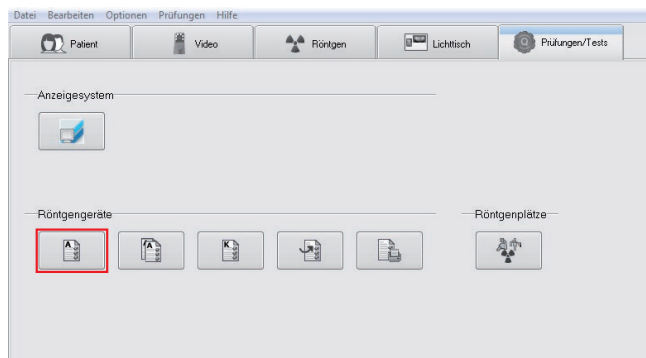 Datei Bearbeiten Optionen Prüfungen Hilfe
Patient Video Röntgen Lichttisch Q Prüfungen/Tests
Anzeigesystem
Röntgengeräte Röntgenplätze
A A K